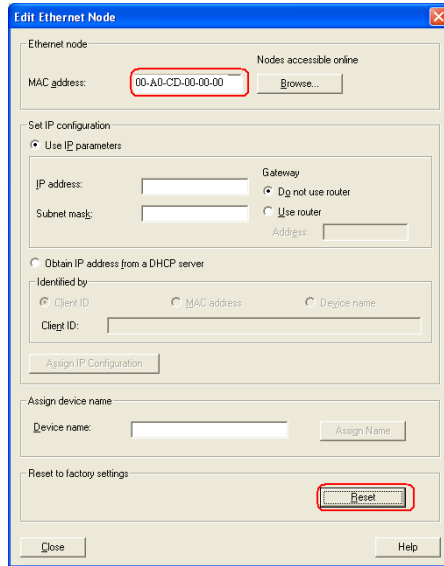 Edit Ethernet Node
Ethernet node
Nodes accessible online
MAC address: 00-A0-CD-00-00-00 Browse...
Set IP configuration
Use IP parameters
Gateway
IP address: Do not use router
Subnet mask: Use router
Address:
Obtain IP address from a DHCP server
Identified by
Client ID MAC address Device name
Client ID:
Assign IP Configuration
Assign device name
Device name: Assign Name
Reset to factory settings
Reset
Close Help